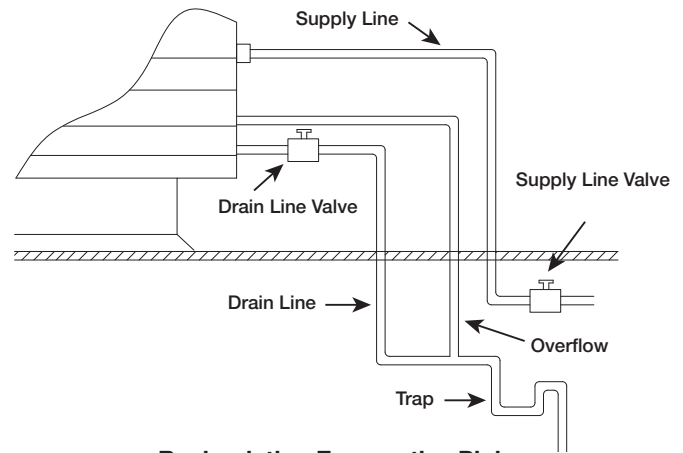 Supply Line
Supply Line Valve
Drain Line Valve
Drain Line
Overflow
Trap